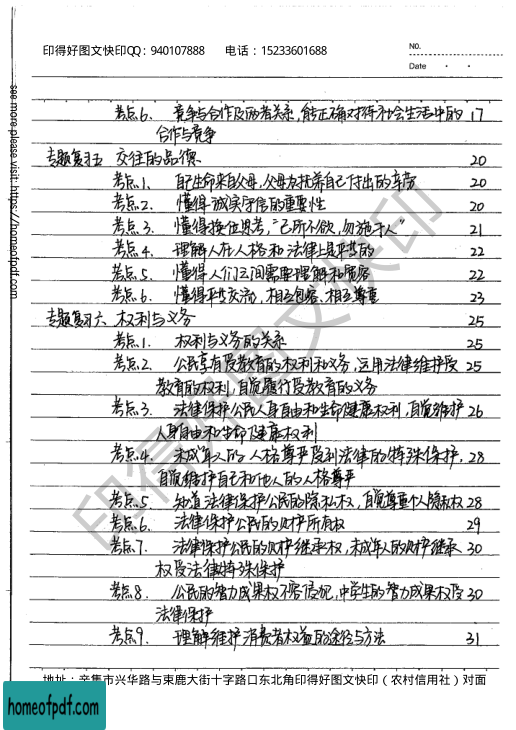 印得好图文快印QQ：940107888 电话：15233601688
NO.
Date · ·
see more please visit: https://homeofpdf.com
考点6. 竞争与合作及两者关系，能正确对待社会生活中的 17
合作与竞争
专题复习五 交往的品德 20
考点1. 自己生命来自父母，父母为抚养自己付出的辛劳 20
考点2. 懂得诚实守信的重要性 20
考点3. 懂得换位思考，“己所不欲，勿施于人” 21
考点4. 理解人在人格和法律上是平等的 22
考点5. 懂得人们之间需要理解和宽容 22
考点6. 懂得平等交流，相互包容、相互尊重 23
专题复习六 权利与义务 25
考点1. 权利与义务的关系 25
考点2. 公民享有受教育的权利和义务，运用法律维护受 25
教育的权利，自觉履行受教育的义务
考点3. 法律保护公民人身自由和生命健康权利，自觉维护 26
人身自由和生命健康权利
考点4. 未成年人的人格尊严受到法律的特殊保护， 28
自觉维护自己和他人的人格尊严
考点5 知道法律保护公民的隐私权，自觉尊重个人隐私权 28
考点6. 法律保护公民的财产所有权 29
考点7. 法律保护公民的财产继承权，未成年人的财产继承 30
权受法律特殊保护
考点8. 公民的智力成果权不容侵犯，中学生的智力成果权受 30
法律保护
考点9. 理解维护消费者权益的途径与方法 31
地址：辛集市兴华路与束鹿大街十字路口东北角印得好图文快印（农村信用社）对面
印得好图文快印
homeofpdf.com